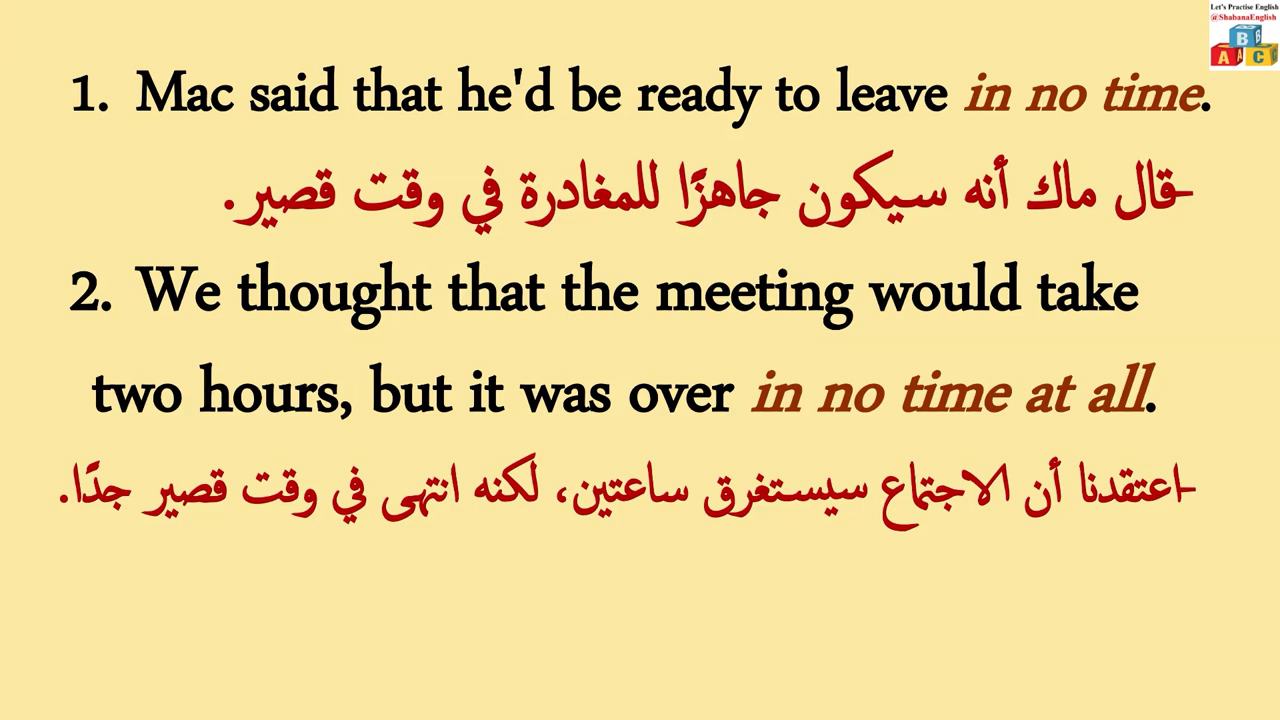 Let's Practise English
@ShabanaEnglish
B
A
C
1. Mac said that he'd be ready to leave in no time.
-قال ماك أنه سيكون جاهزًا للمغادرة في وقت قصير.
2. We thought that the meeting would take
two hours, but it was over in no time at all.
-اعتقدنا أن الاجتماع سيستغرق ساعتين، لكنه انتهى في وقت قصير جدًا.